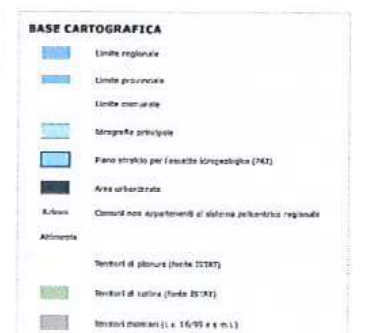 BASE CARTOGRAFICA
Limite regionale
Limite provinciale
Limite comunale
Idrografia principale
Piano stralcio per l'assetto idrogeologico (PAI)
Area urbanizzata
Comuni non appartenenti al sistema policentrico regionale
Altimetria
Territori di pianura (fonte ISTAT)
Territori di collina (fonte ISTAT)
Territori montani (L.R. 16/99 e s.m.i.)